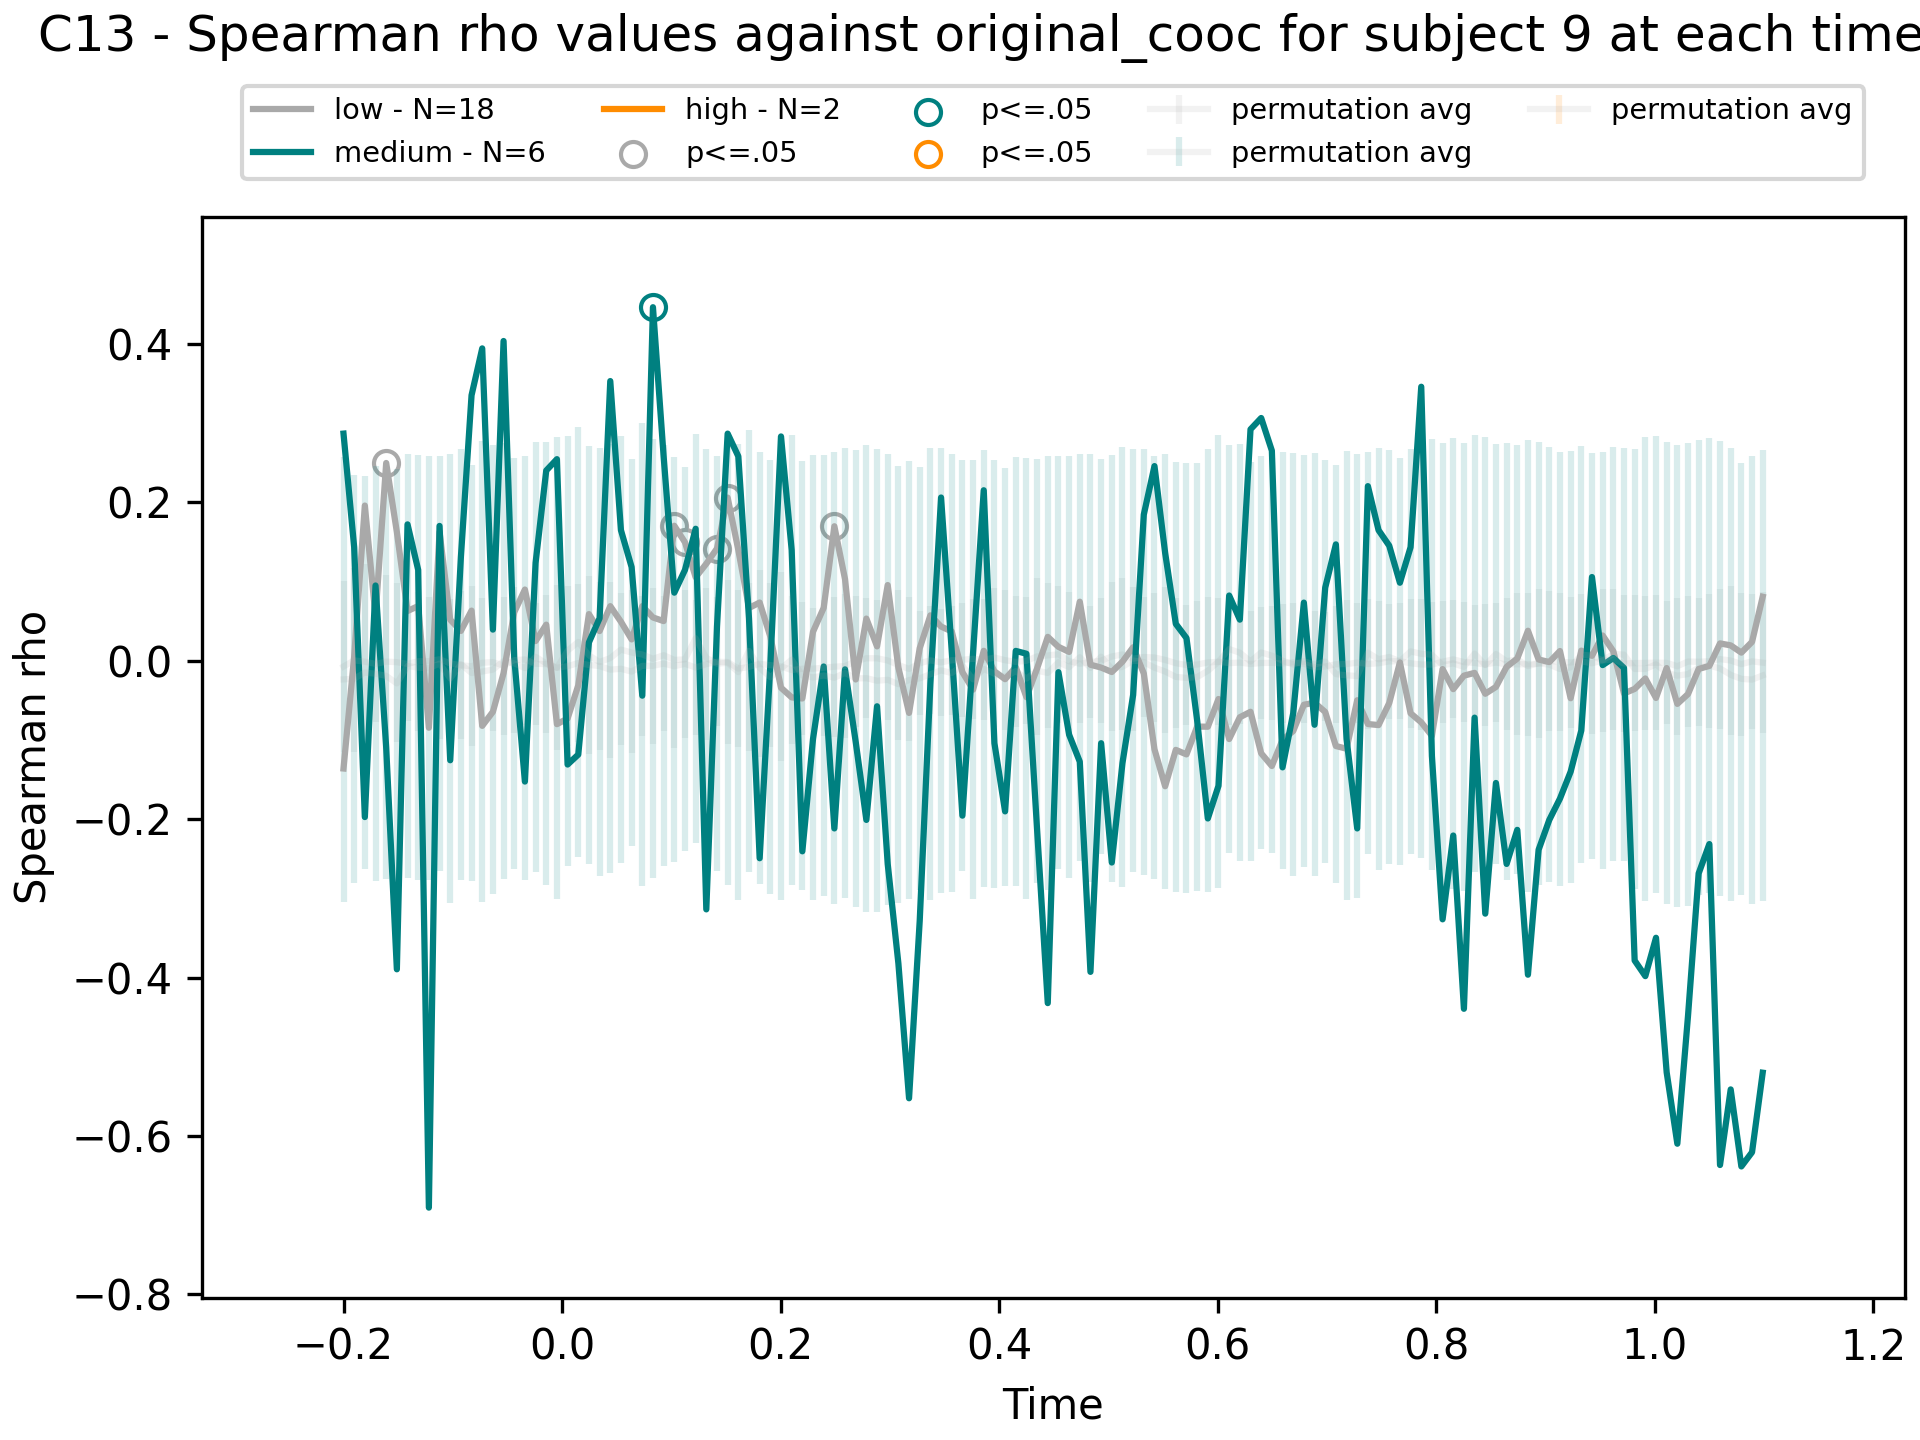 C13 - Spearman rho values against original_cooc for subject 9 at each time
low - N=18
medium - N=6
high - N=2
p<=.05
p<=.05
p<=.05
permutation avg
permutation avg
permutation avg
Spearman rho
0.4
0.2
0.0
−0.2
−0.4
−0.6
−0.8
−0.2 0.0 0.2 0.4 0.6 0.8 1.0 1.2
Time